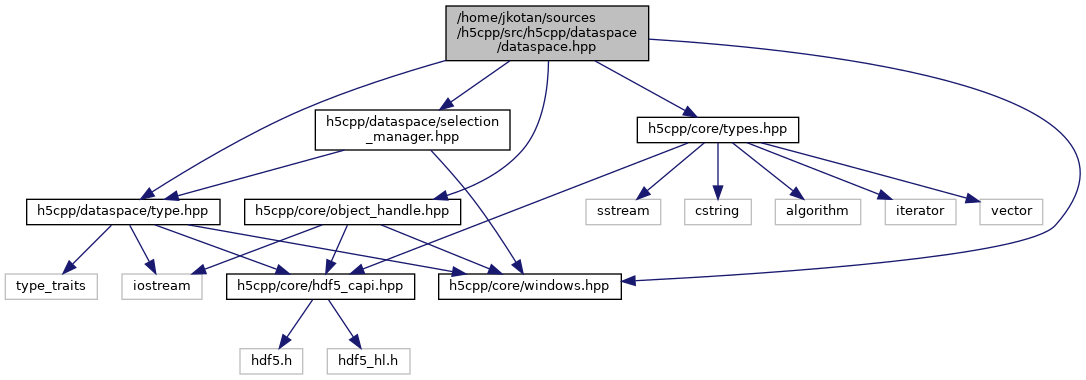 /home/jkotan/sources
/h5cpp/src/h5cpp/dataspace
/dataspace.hpp
h5cpp/dataspace/selection
_manager.hpp
h5cpp/core/types.hpp
h5cpp/dataspace/type.hpp
h5cpp/core/object_handle.hpp
sstream
cstring
algorithm
iterator
vector
type_traits
iostream
h5cpp/core/hdf5_capi.hpp
h5cpp/core/windows.hpp
hdf5.h
hdf5_hl.h